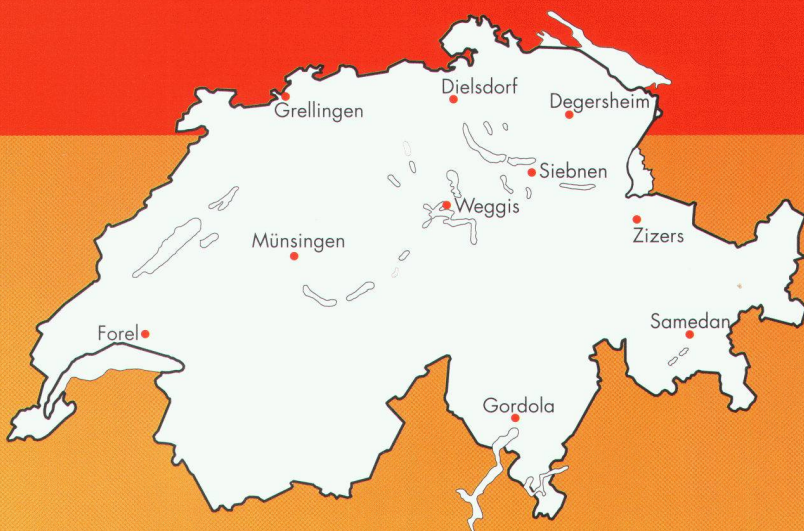 Dielsdorf
Degersheim
Grellingen
Siebnen
Weggis
Zizers
Münsingen
Samedan
Forel
Gordola